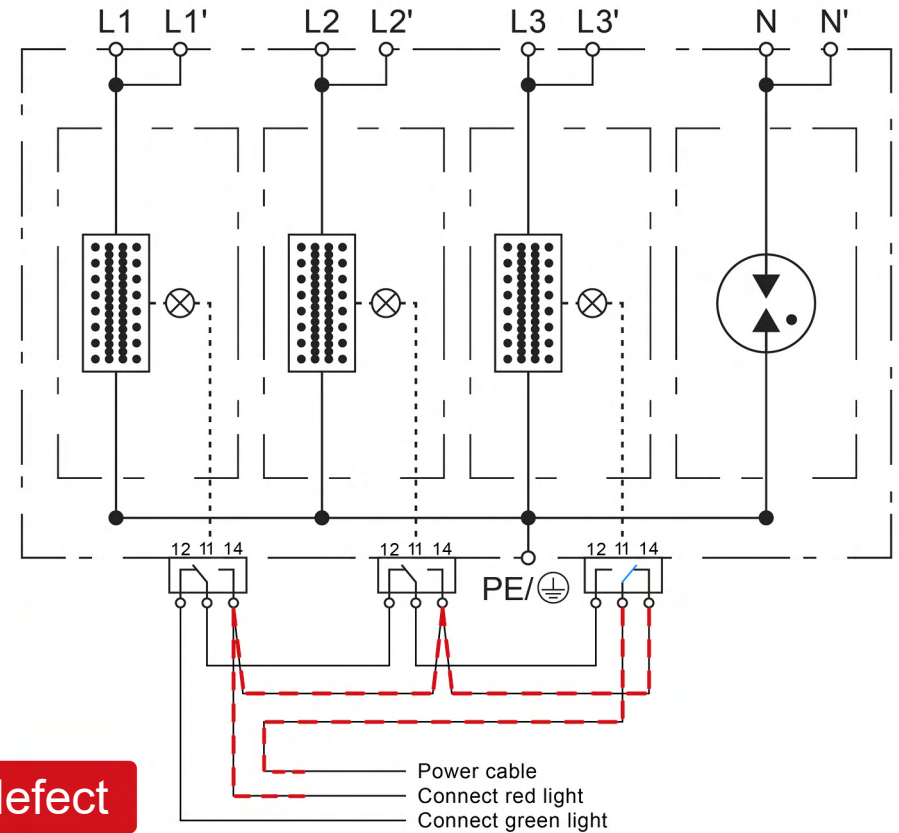 L1 L1' L2 L2' L3 L3' N N'
12 11 14 12 11 14 12 11 14
PE/
Power cable
Connect red light
Connect green light